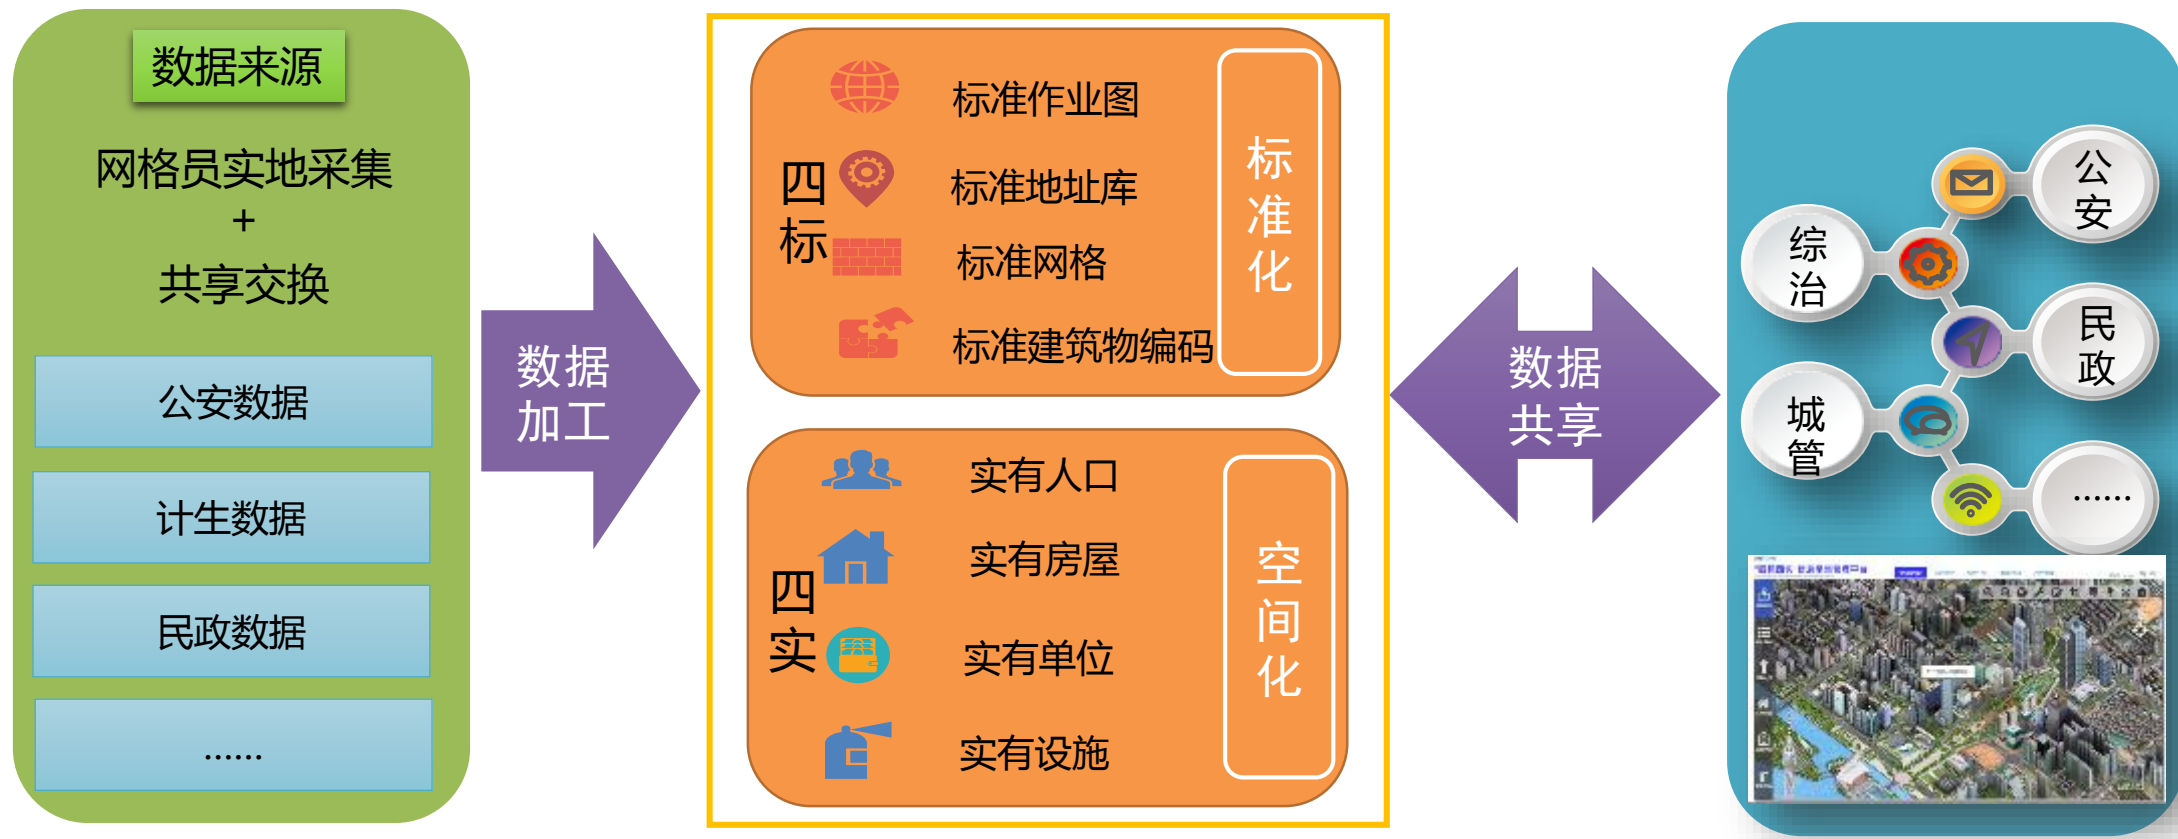 数据来源
网格员实地采集
+
共享交换
公安数据
计生数据
民政数据
......
数据
加工
四标
标准作业图
标准地址库
标准网格
标准建筑物编码
标准化
四实
实有人口
实有房屋
实有单位
实有设施
空间化
数据
共享
公安
综治
民政
城管
......